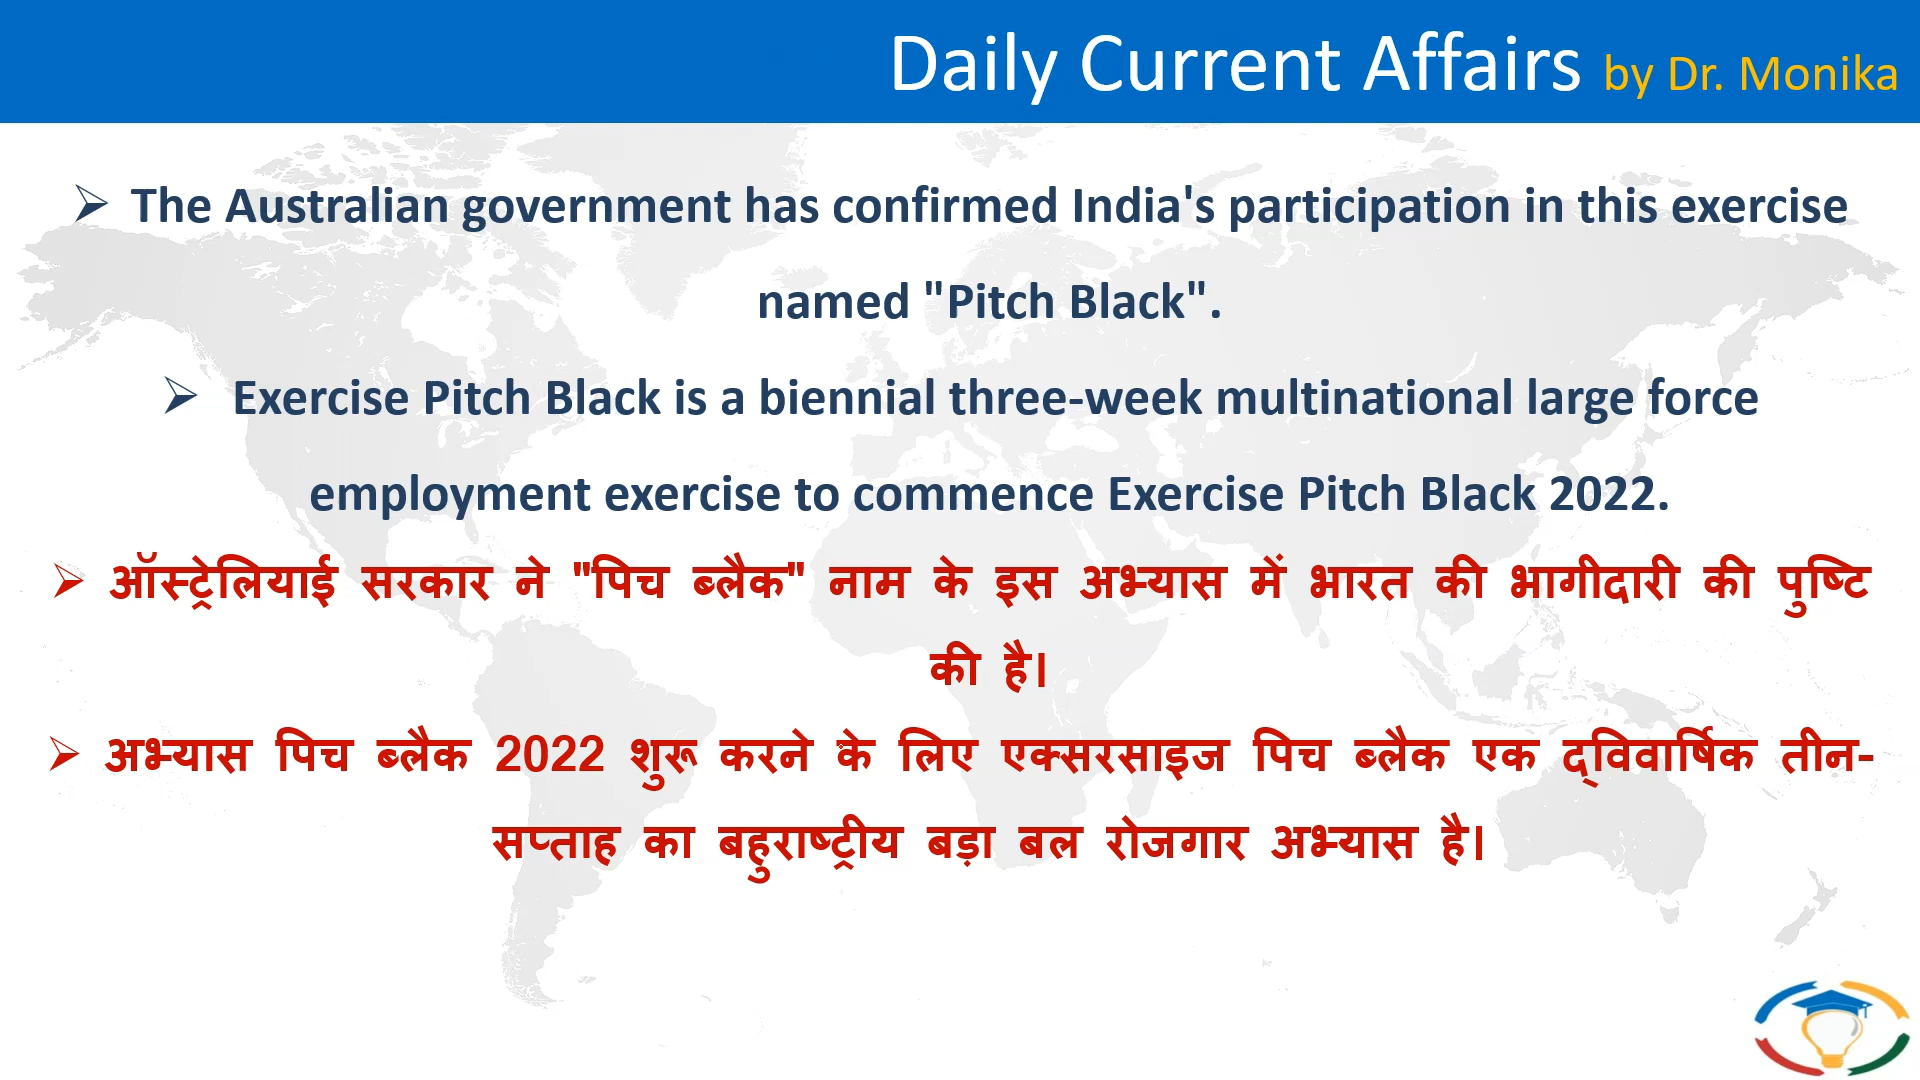 Daily Current Affairs by Dr. Monika
➢ The Australian government has confirmed India's participation in this exercise
named "Pitch Black".
➢ Exercise Pitch Black is a biennial three-week multinational large force
employment exercise to commence Exercise Pitch Black 2022.
➢ ऑस्ट्रेलियाई सरकार ने "पिच ब्लैक" नाम के इस अभ्यास में भारत की भागीदारी की पुष्टि
की है।
➢ अभ्यास पिच ब्लैक 2022 शुरू करने के लिए एक्सरसाइज पिच ब्लैक एक द्विवार्षिक तीन-
सप्ताह का बहुराष्ट्रीय बड़ा बल रोजगार अभ्यास है।